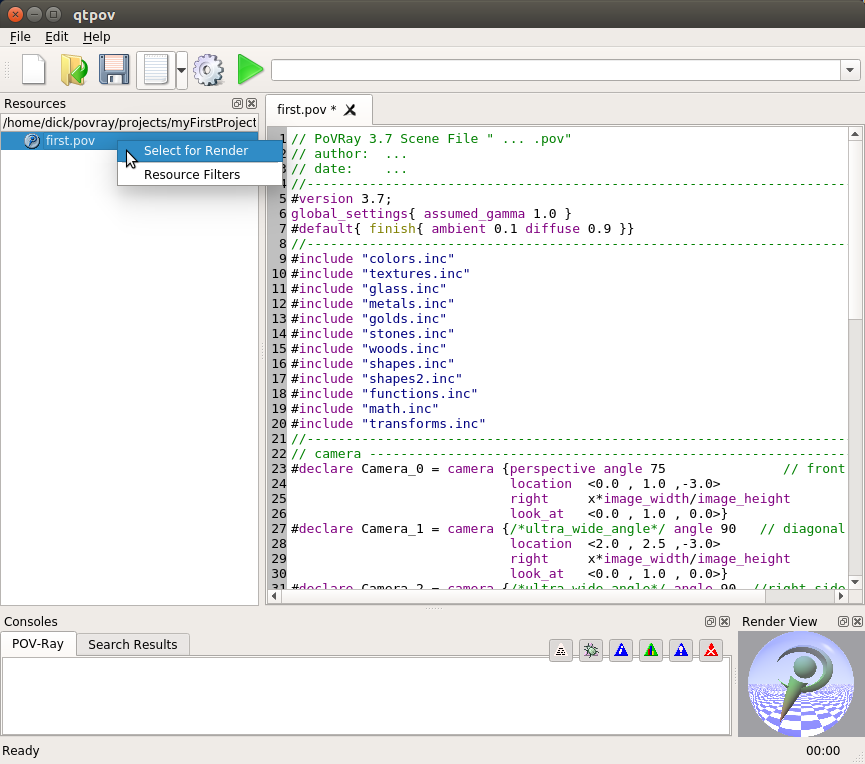 qtpov
File Edit Help
Resources
/home/dick/povray/projects/myFirstProject
first.pov
Select for Render
Resource Filters
first.pov *
1 // PoVRay 3.7 Scene File " ... .pov"
2 // author:  ...
3 // date:    ...
4 //------------------------------------------------------------------------
5 #version 3.7;
6 global_settings{ assumed_gamma 1.0 }
7 #default{ finish{ ambient 0.1 diffuse 0.9 }}
8 //------------------------------------------------------------------------
9 #include "colors.inc"
10 #include "textures.inc"
11 #include "glass.inc"
12 #include "metals.inc"
13 #include "golds.inc"
14 #include "stones.inc"
15 #include "woods.inc"
16 #include "shapes.inc"
17 #include "shapes2.inc"
18 #include "functions.inc"
19 #include "math.inc"
20 #include "transforms.inc"
21 //------------------------------------------------------------------------
22 // camera --------------------------------------------------------------
23 #declare Camera_0 = camera {perspective angle 75               // front
24                             location  <0.0 , 1.0 ,-3.0>
25                             right     x*image_width/image_height
26                             look_at   <0.0 , 1.0 , 0.0>}
27 #declare Camera_1 = camera {/*ultra_wide_angle*/ angle 90   // diagonal
28                             location  <2.0 , 2.5 ,-3.0>
29                             right     x*image_width/image_height
30                             look_at   <0.0 , 1.0 , 0.0>}
31 #declare Camera_2 = camera {/*ultra_wide_angle*/ angle 90  //right side
Consoles
Render View
POV-Ray
Search Results
Ready
00:00